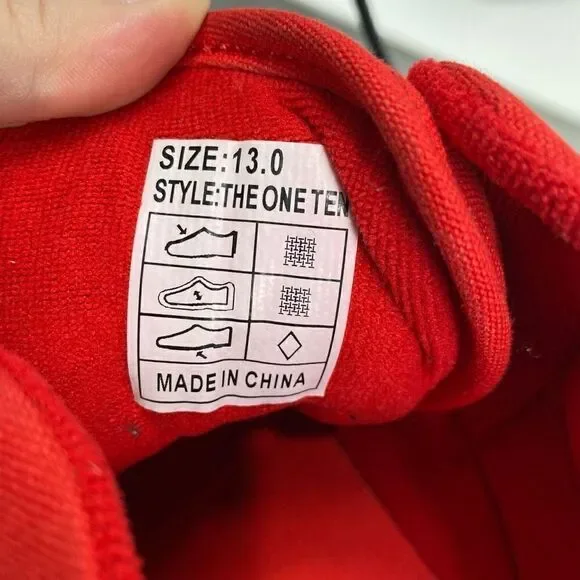 SIZE:13.0
STYLE:THE ONE TEN
MADE IN CHINA